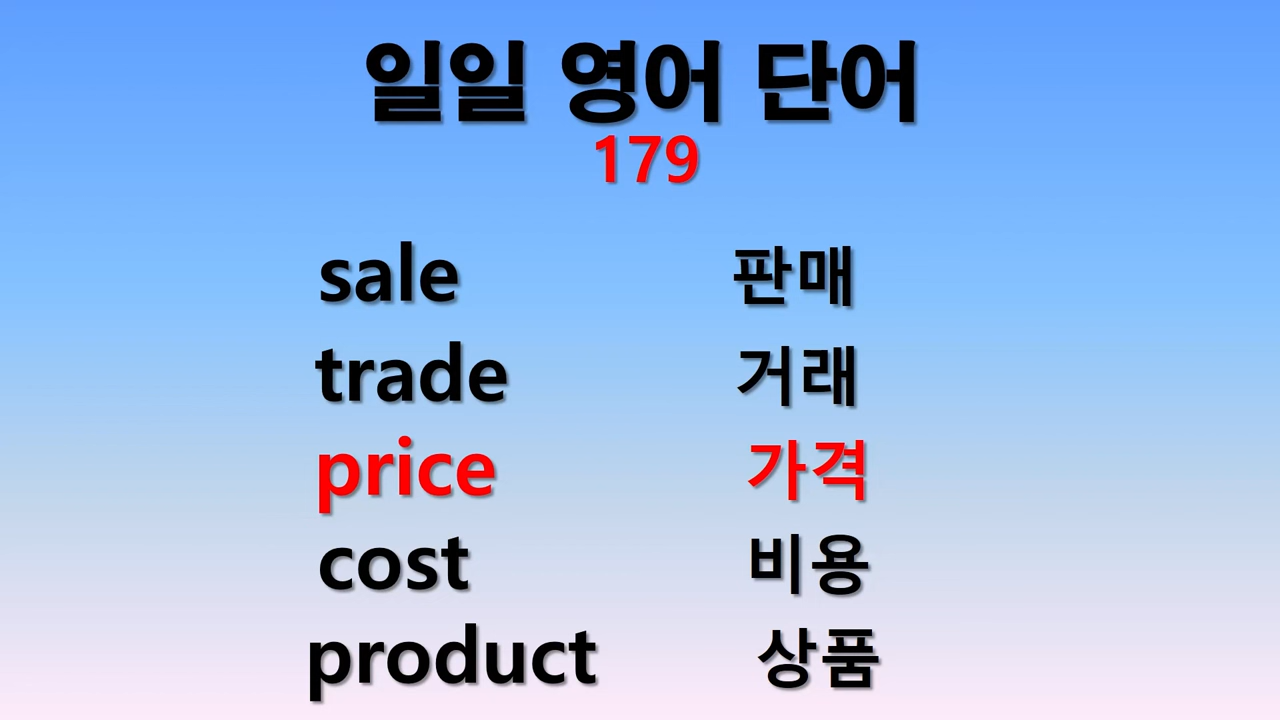 일일 영어 단어
179
sale 판매
trade 거래
price 가격
cost 비용
product 상품